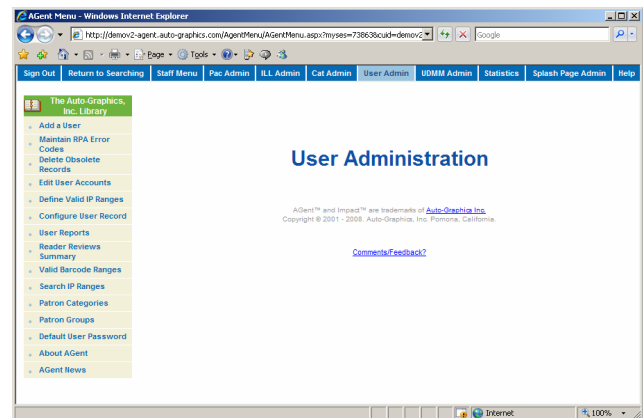 AGent Menu - Windows Internet Explorer
http://demov2-agent.auto-graphics.com/AgentMenu/AGentMenu.aspx?myses=73863&cuid=demov2
Google
Page
Tools
Sign Out Return to Searching Staff Menu Pac Admin ILL Admin Cat Admin User Admin UDMM Admin Statistics Splash Page Admin Help
The Auto-Graphics,
Inc. Library
Add a User
Maintain RPA Error
Codes
Delete Obsolete
Records
Edit User Accounts
Define Valid IP Ranges
Configure User Record
User Reports
Reader Reviews
Summary
Valid Barcode Ranges
Search IP Ranges
Patron Categories
Patron Groups
Default User Password
About AGent
AGent News
User Administration
AGent™ and Impact™ are trademarks of Auto-Graphics Inc.
Copyright © 2001 - 2008. Auto-Graphics, Inc. Pomona, California.
Comments/Feedback?
Internet
100%